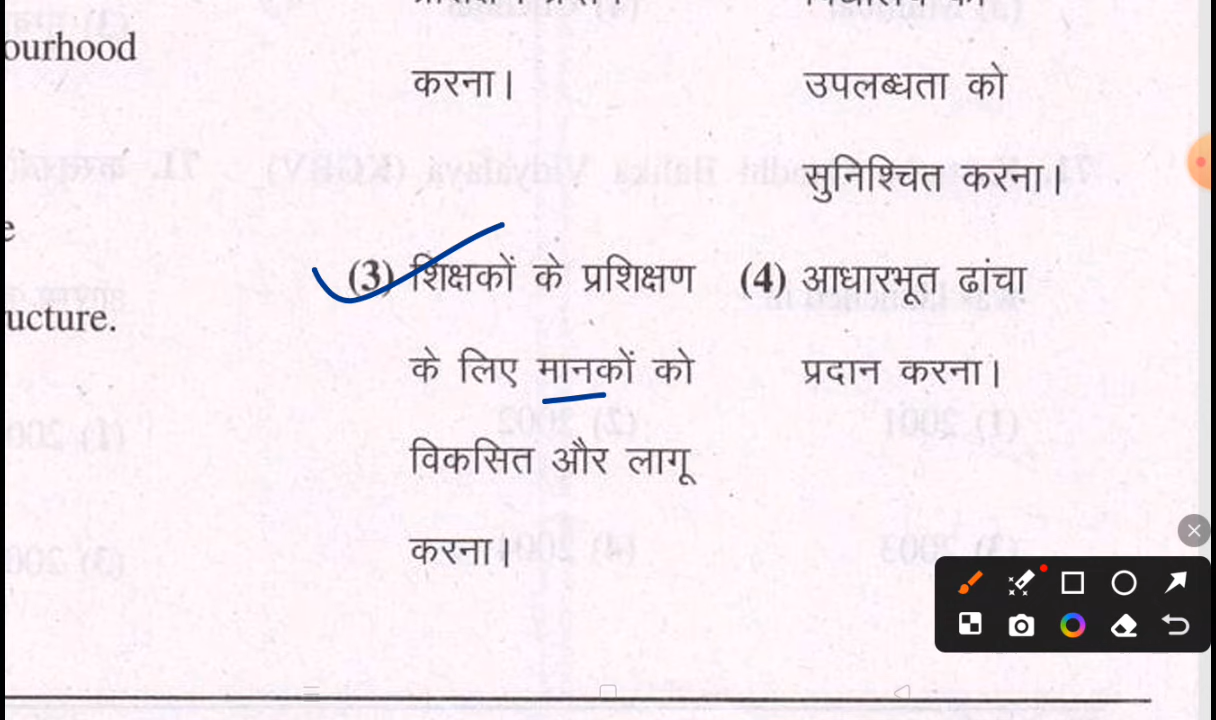 ourhood
करना।
उपलब्धता को
सुनिश्चित करना।
e
ucture.
(3) शिक्षकों के प्रशिक्षण
के लिए मानकों को
विकसित और लागू
करना।
(4) आधारभूत ढांचा
प्रदान करना।